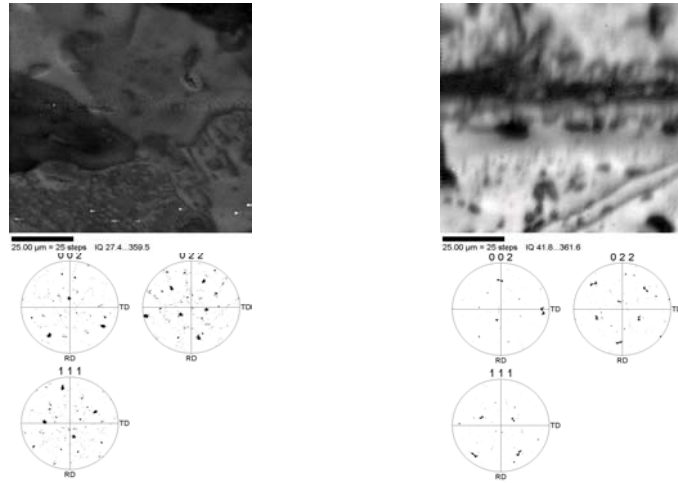 25.00 µm = 25 steps IQ 27.4...359.5
0 0 2
0 2 2
TD
TD
RD
RD
1 1 1
TD
RD
25.00 µm = 25 steps IQ 41.8...361.6
0 0 2
0 2 2
TD
TD
RD
RD
1 1 1
TD
RD